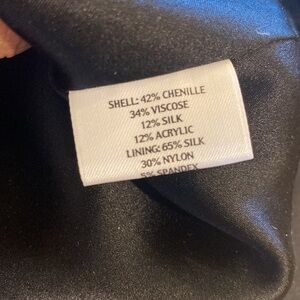 SHELL: 42% CHENILLE
34% VISCOSE
12% SILK
12% ACRYLIC
LINING: 65% SILK
30% NYLON
5% SPANDEX